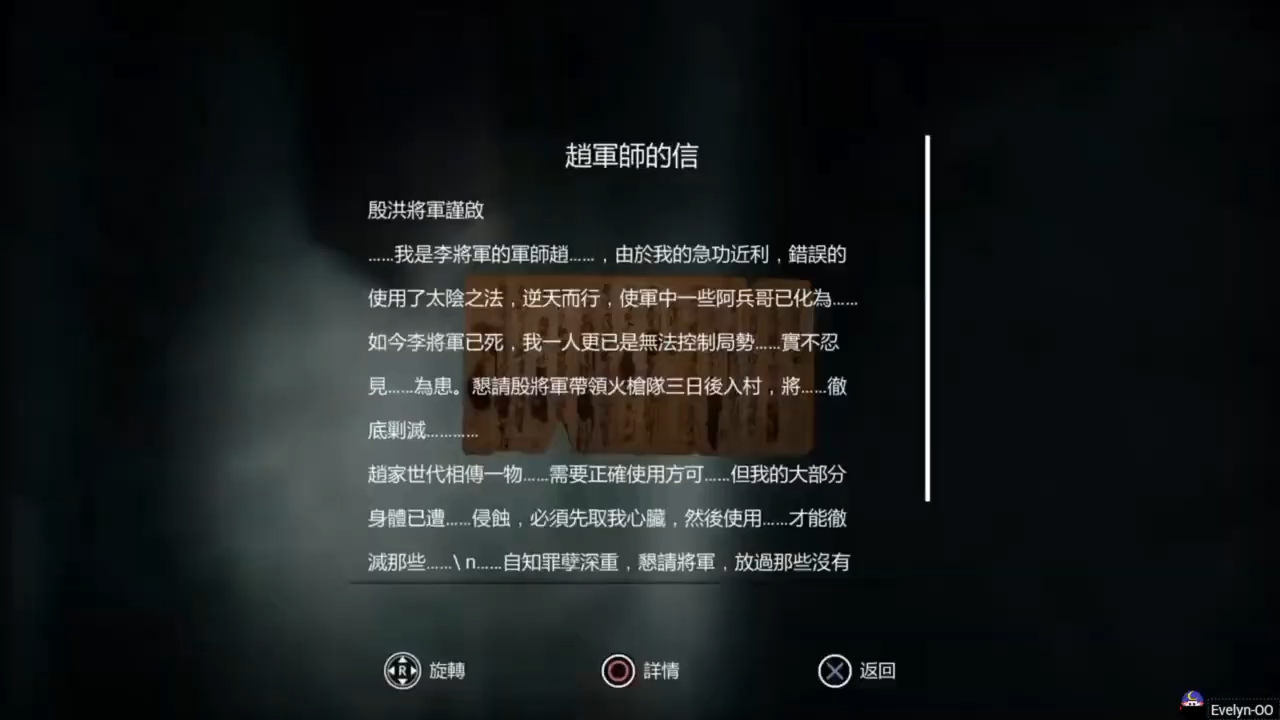 趙軍師的信
殷洪將軍謹啟
……我是李將軍的軍師趙……，由於我的急功近利，錯誤的
使用了太陰之法，逆天而行，使軍中一些阿兵哥已化為……
如今李將軍已死，我一人更已是無法控制局勢……實不忍
見……為患。懇請殷將軍帶領火槍隊三日後入村，將……徹
底剿滅…………
趙家世代相傳一物……需要正確使用方可……但我的大部分
身體已遭……侵蝕，必須先取我心臟，然後使用……才能徹
滅那些……\ n……自知罪孽深重，懇請將軍，放過那些沒有
R 旋轉
詳情
返回
Evelyn-OO